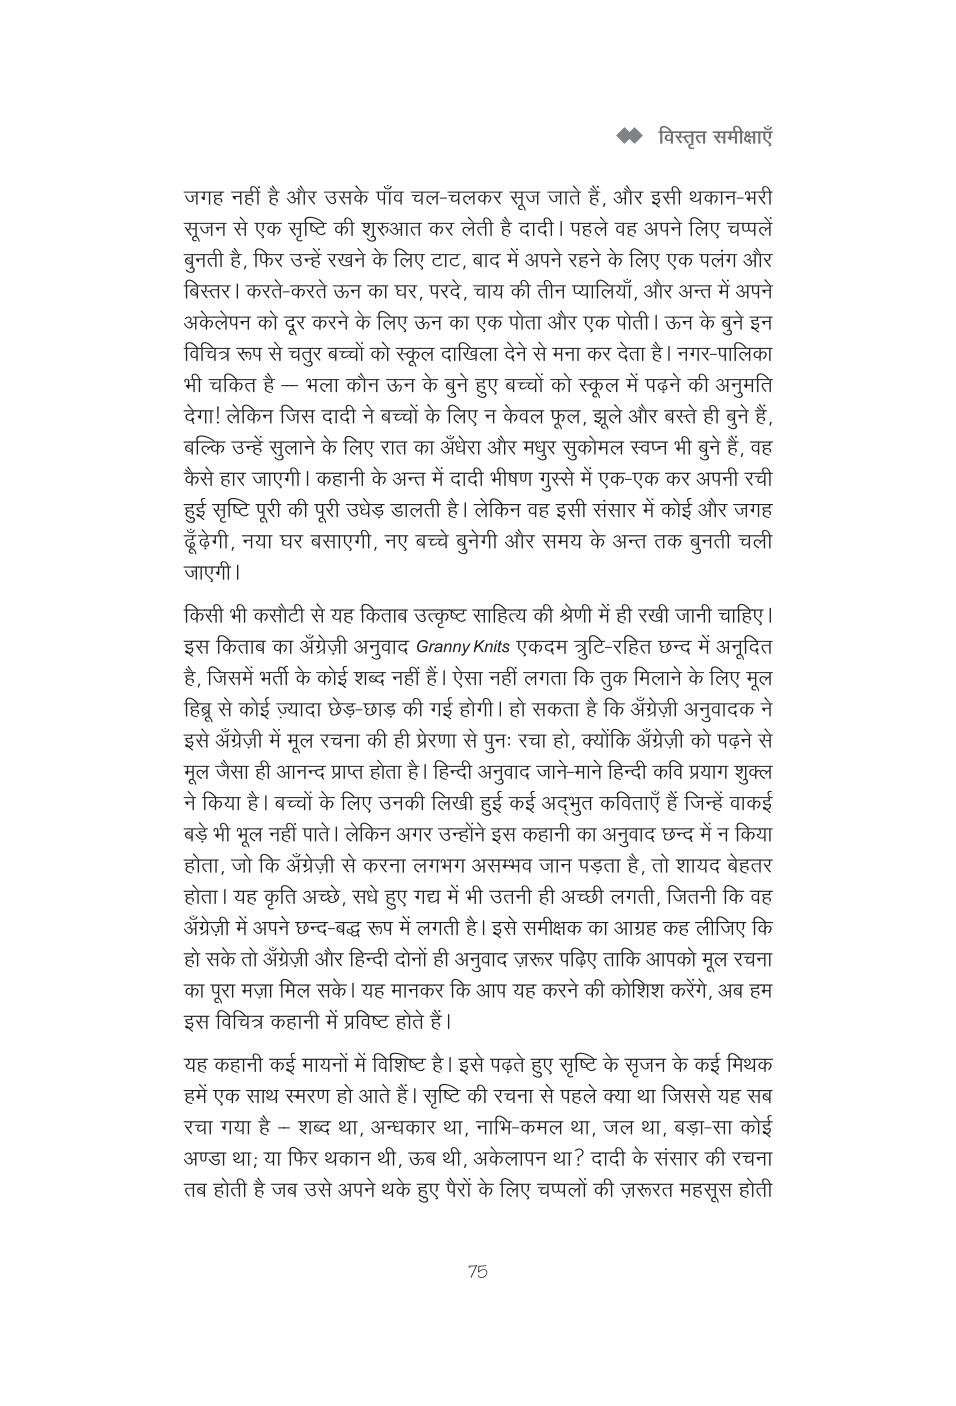 विस्तृत समीक्षाएँ
जगह नहीं है और उसके पाँव चल-चलकर सूज जाते हैं, और इसी थकान-भरी
सूजन से एक सृष्टि की शुरुआत कर लेती है दादी। पहले वह अपने लिए चप्पलें
बुनती है, फिर उन्हें रखने के लिए टाट, बाद में अपने रहने के लिए एक पलंग और
बिस्तर। करते-करते ऊन का घर, परदे, चाय की तीन प्यालियाँ, और अन्त में अपने
अकेलेपन को दूर करने के लिए ऊन का एक पोता और एक पोती। ऊन के बुने इन
विचित्र रूप से चतुर बच्चों को स्कूल दाखिला देने से मना कर देता है। नगर-पालिका
भी चकित है — भला कौन ऊन के बुने हुए बच्चों को स्कूल में पढ़ने की अनुमति
देगा! लेकिन जिस दादी ने बच्चों के लिए न केवल फूल, झूले और बस्ते ही बुने हैं,
बल्कि उन्हें सुलाने के लिए रात का अँधेरा और मधुर सुकोमल स्वप्न भी बुने हैं, वह
कैसे हार जाएगी। कहानी के अन्त में दादी भीषण गुस्से में एक-एक कर अपनी रची
हुई सृष्टि पूरी की पूरी उधेड़ डालती है। लेकिन वह इसी संसार में कोई और जगह
ढूँढ़ेगी, नया घर बसाएगी, नए बच्चे बुनेगी और समय के अन्त तक बुनती चली
जाएगी।
किसी भी कसौटी से यह किताब उत्कृष्ट साहित्य की श्रेणी में ही रखी जानी चाहिए।
इस किताब का अँग्रेज़ी अनुवाद Granny Knits एकदम त्रुटि-रहित छन्द में अनूदित
है, जिसमें भर्ती के कोई शब्द नहीं हैं। ऐसा नहीं लगता कि तुक मिलाने के लिए मूल
हिब्रू से कोई ज़्यादा छेड़-छाड़ की गई होगी। हो सकता है कि अँग्रेज़ी अनुवादक ने
इसे अँग्रेज़ी में मूल रचना की ही प्रेरणा से पुनः रचा हो, क्योंकि अँग्रेज़ी को पढ़ने से
मूल जैसा ही आनन्द प्राप्त होता है। हिन्दी अनुवाद जाने-माने हिन्दी कवि प्रयाग शुक्ल
ने किया है। बच्चों के लिए उनकी लिखी हुई कई अद्‌भुत कविताएँ हैं जिन्हें वाकई
बड़े भी भूल नहीं पाते। लेकिन अगर उन्होंने इस कहानी का अनुवाद छन्द में न किया
होता, जो कि अँग्रेज़ी से करना लगभग असम्भव जान पड़ता है, तो शायद बेहतर
होता। यह कृति अच्छे, सधे हुए गद्य में भी उतनी ही अच्छी लगती, जितनी कि वह
अँग्रेज़ी में अपने छन्द-बद्ध रूप में लगती है। इसे समीक्षक का आग्रह कह लीजिए कि
हो सके तो अँग्रेज़ी और हिन्दी दोनों ही अनुवाद ज़रूर पढ़िए ताकि आपको मूल रचना
का पूरा मज़ा मिल सके। यह मानकर कि आप यह करने की कोशिश करेंगे, अब हम
इस विचित्र कहानी में प्रविष्ट होते हैं।
यह कहानी कई मायनों में विशिष्ट है। इसे पढ़ते हुए सृष्टि के सृजन के कई मिथक
हमें एक साथ स्मरण हो आते हैं। सृष्टि की रचना से पहले क्या था जिससे यह सब
रचा गया है – शब्द था, अन्धकार था, नाभि-कमल था, जल था, बड़ा-सा कोई
अण्डा था; या फिर थकान थी, ऊब थी, अकेलापन था? दादी के संसार की रचना
तब होती है जब उसे अपने थके हुए पैरों के लिए चप्पलों की ज़रूरत महसूस होती
75